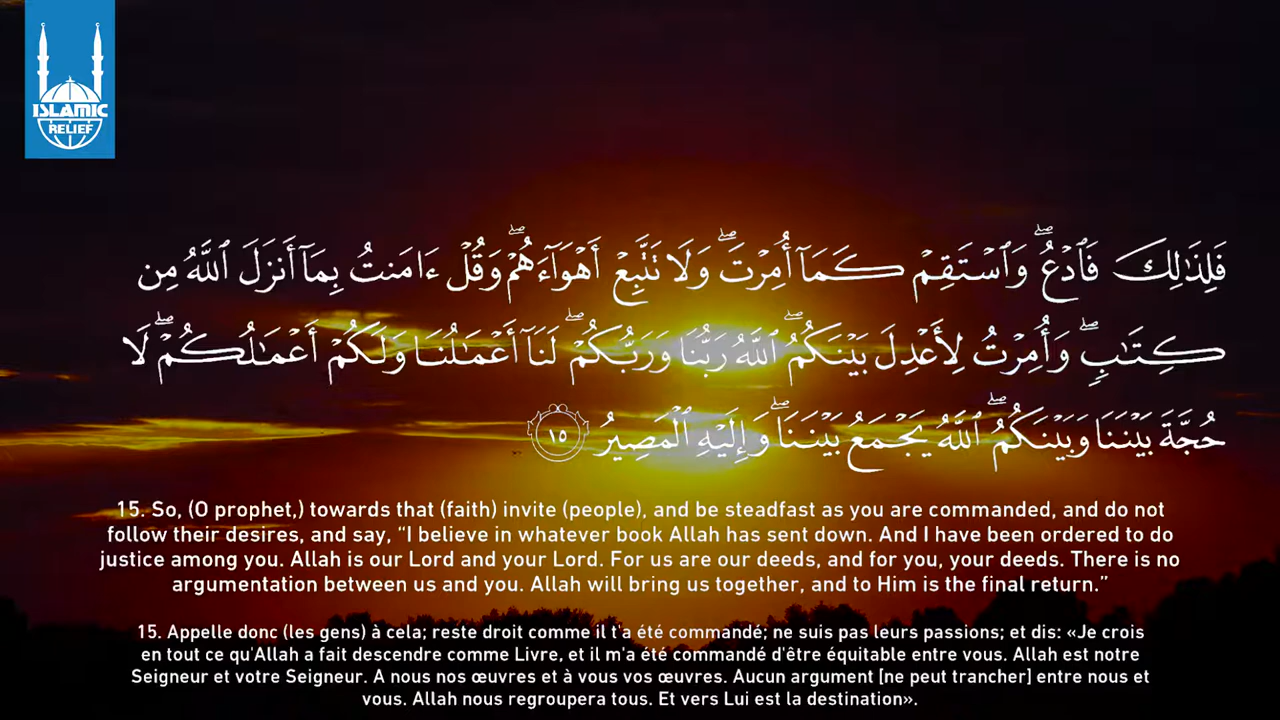 ISLAMIC
RELIEF
فَلِذَٰلِكَ فَٱدْعُ ۖ وَٱسْتَقِمْ كَمَآ أُمِرْتَ ۖ وَلَا تَتَّبِعْ أَهْوَآءَهُمْ ۖ وَقُلْ ءَامَنتُ بِمَآ أَنزَلَ ٱللَّهُ مِن
كِتَٰبٍ ۖ وَأُمِرْتُ لِأَعْدِلَ بَيْنَكُمُ ۖ ٱللَّهُ رَبُّنَا وَرَبُّكُمْ ۖ لَنَآ أَعْمَٰلُنَا وَلَكُمْ أَعْمَٰلُكُمْ ۖ لَا
حُجَّةَ بَيْنَنَا وَبَيْنَكُمُ ۖ ٱللَّهُ يَجْمَعُ بَيْنَنَا ۖ وَإِلَيْهِ ٱلْمَصِيرُ ١٥
15. So, (O prophet,) towards that (faith) invite (people), and be steadfast as you are commanded, and do not
follow their desires, and say, “I believe in whatever book Allah has sent down. And I have been ordered to do
justice among you. Allah is our Lord and your Lord. For us are our deeds, and for you, your deeds. There is no
argumentation between us and you. Allah will bring us together, and to Him is the final return.”
15. Appelle donc (les gens) à cela; reste droit comme il t'a été commandé; ne suis pas leurs passions; et dis: «Je crois
en tout ce qu'Allah a fait descendre comme Livre, et il m'a été commandé d'être équitable entre vous. Allah est notre
Seigneur et votre Seigneur. A nous nos œuvres et à vous vos œuvres. Aucun argument [ne peut trancher] entre nous et
vous. Allah nous regroupera tous. Et vers Lui est la destination».